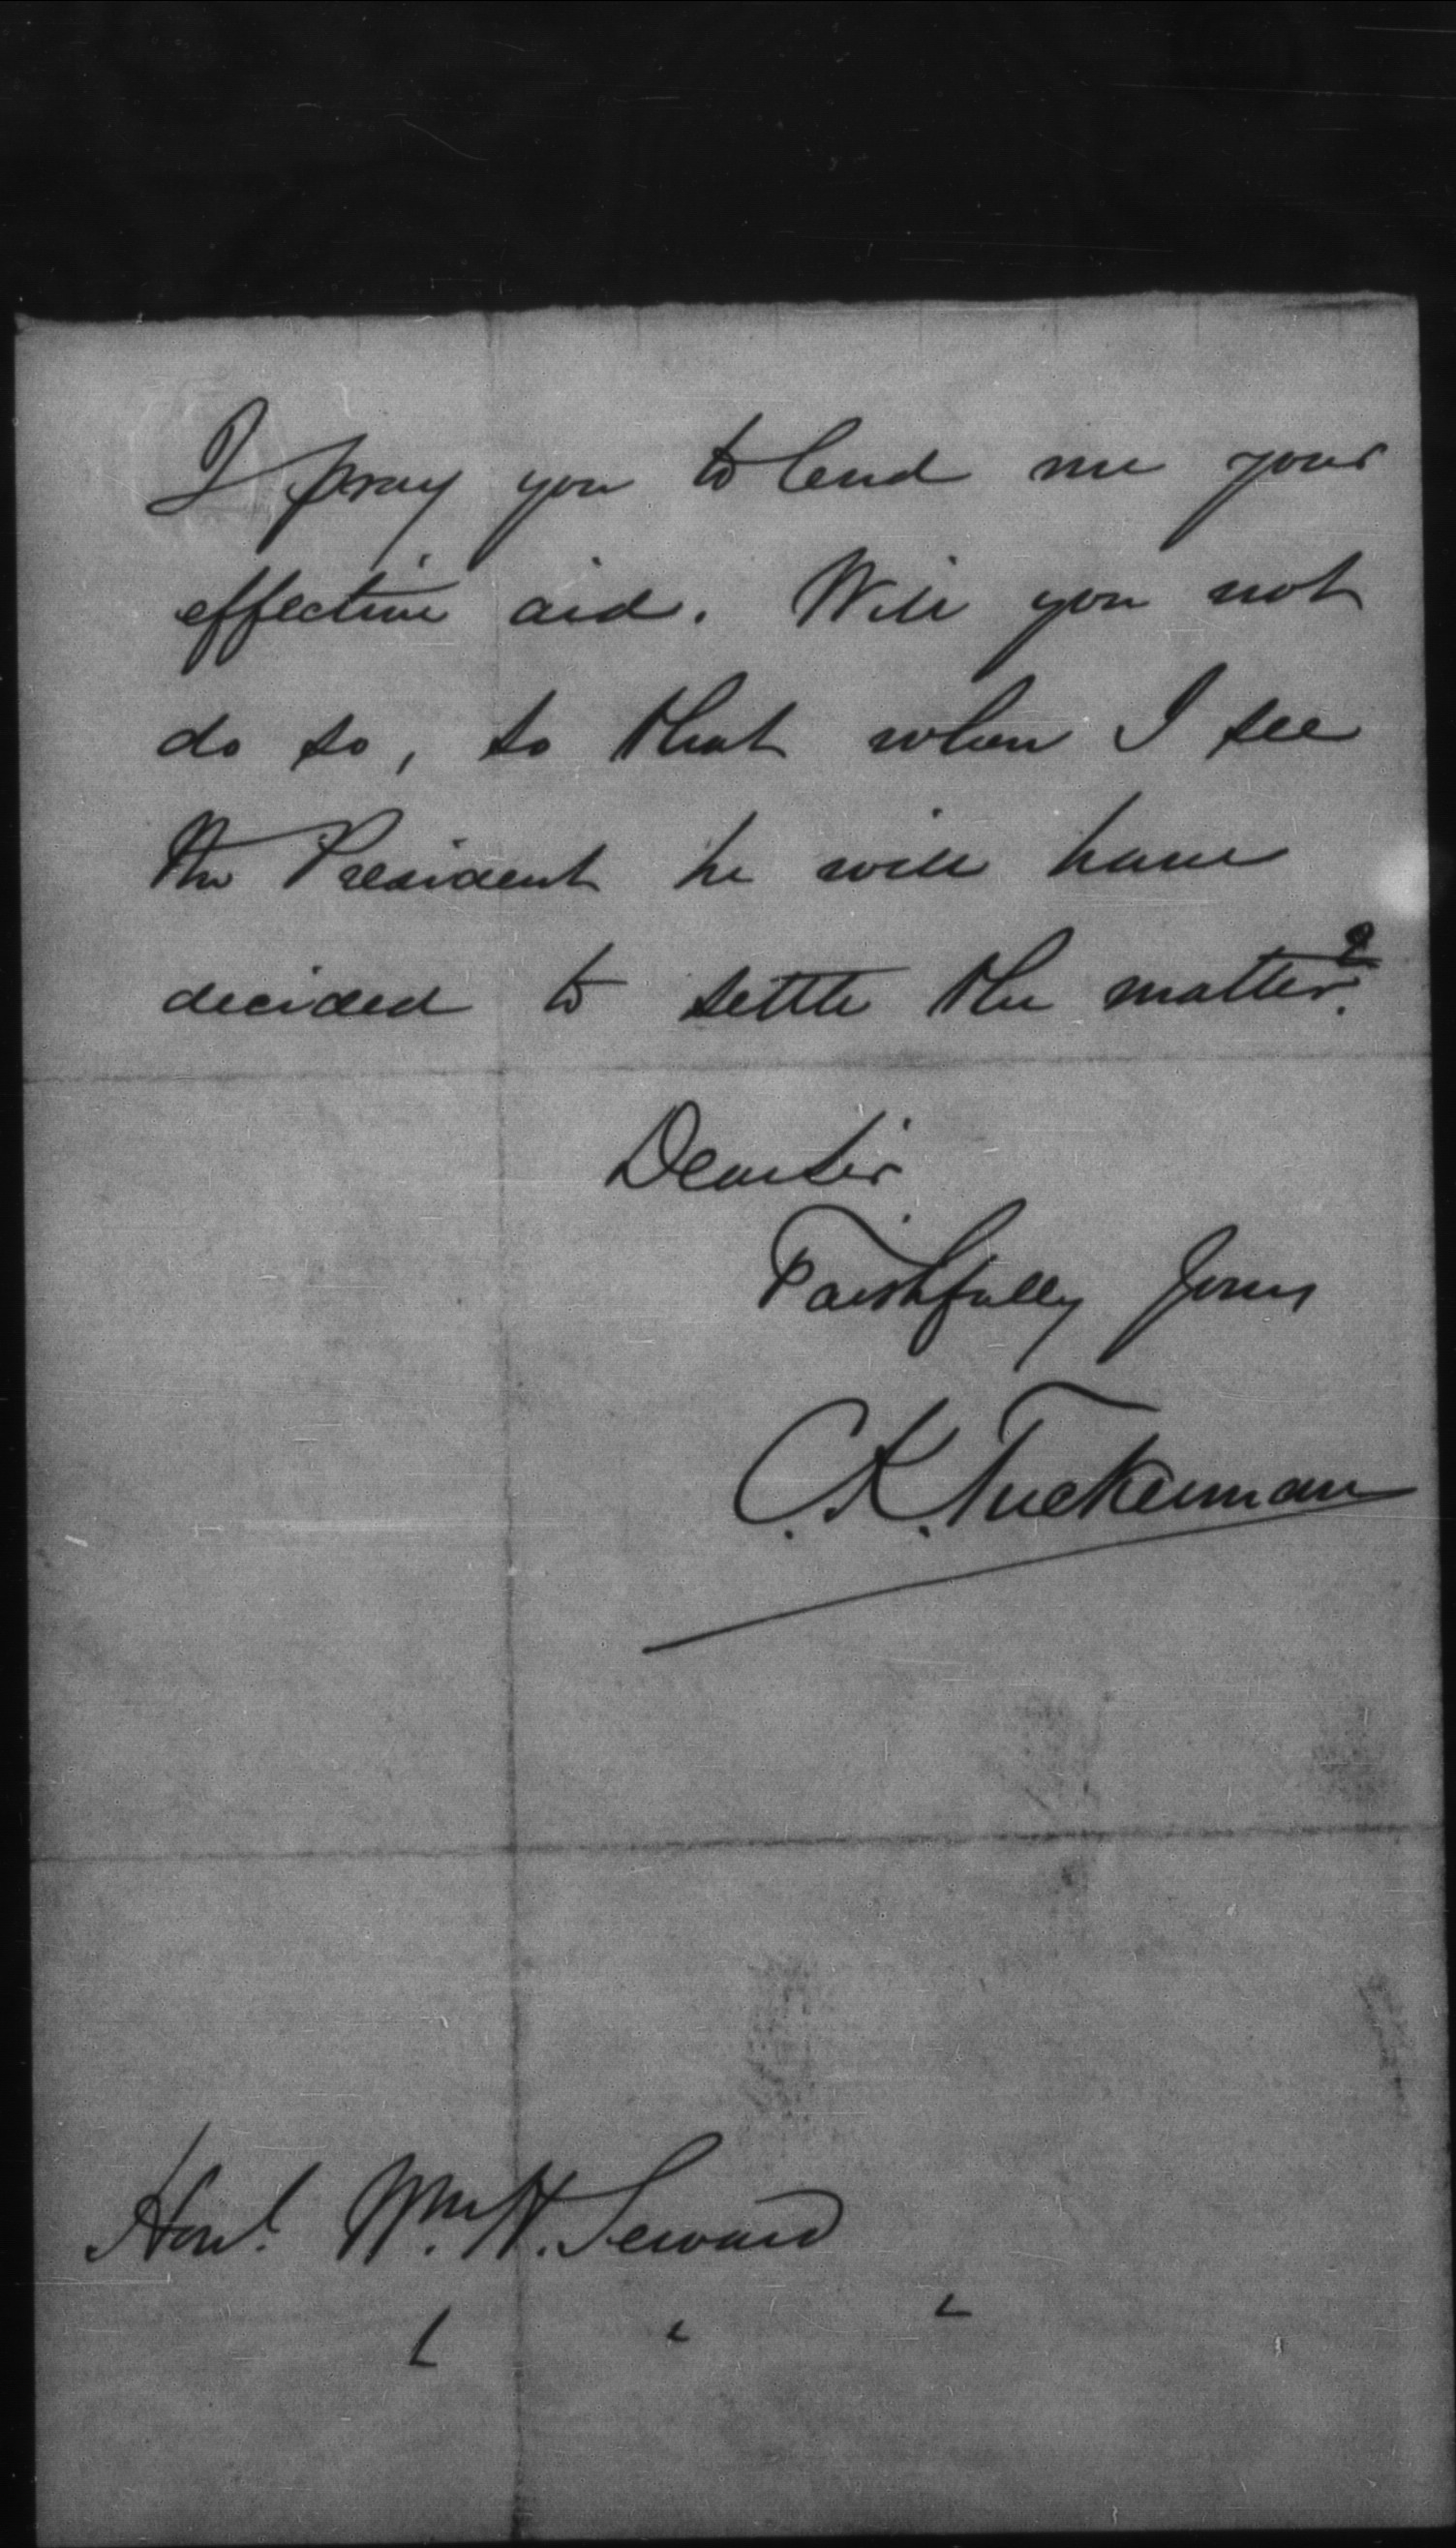 I pray you to lend me your
effective aid. Will you not
do so, so that when I see
the President he will have
decided to settle the matter?
Dear Sir
Faithfully Yours
C. K. Tuckerman
Honl. Wm. H. Seward